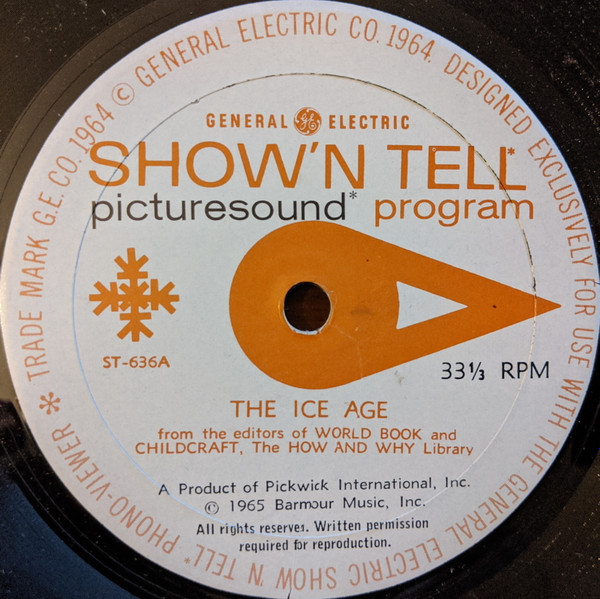 * TRADE MARK G.E. CO. 1964 © GENERAL ELECTRIC CO. 1964. DESIGNED EXCLUSIVELY FOR USE WITH THE GENERAL ELECTRIC SHOW 'N TELL* PHONO-VIEWER
GENERAL GE ELECTRIC
SHOW'N TELL*
picturesound* program
ST-636A
33⅓ RPM
THE ICE AGE
from the editors of WORLD BOOK and
CHILDCRAFT, The HOW AND WHY Library
A Product of Pickwick International, Inc.
© 1965 Barmour Music, Inc.
All rights reserves. Written permission
required for reproduction.